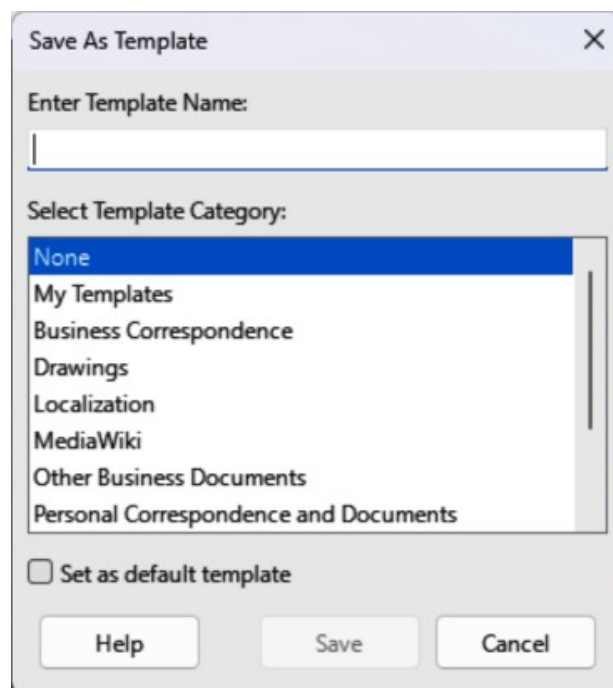 Save As Template
Enter Template Name:
Select Template Category:
None
My Templates
Business Correspondence
Drawings
Localization
MediaWiki
Other Business Documents
Personal Correspondence and Documents
Set as default template
Help Save Cancel